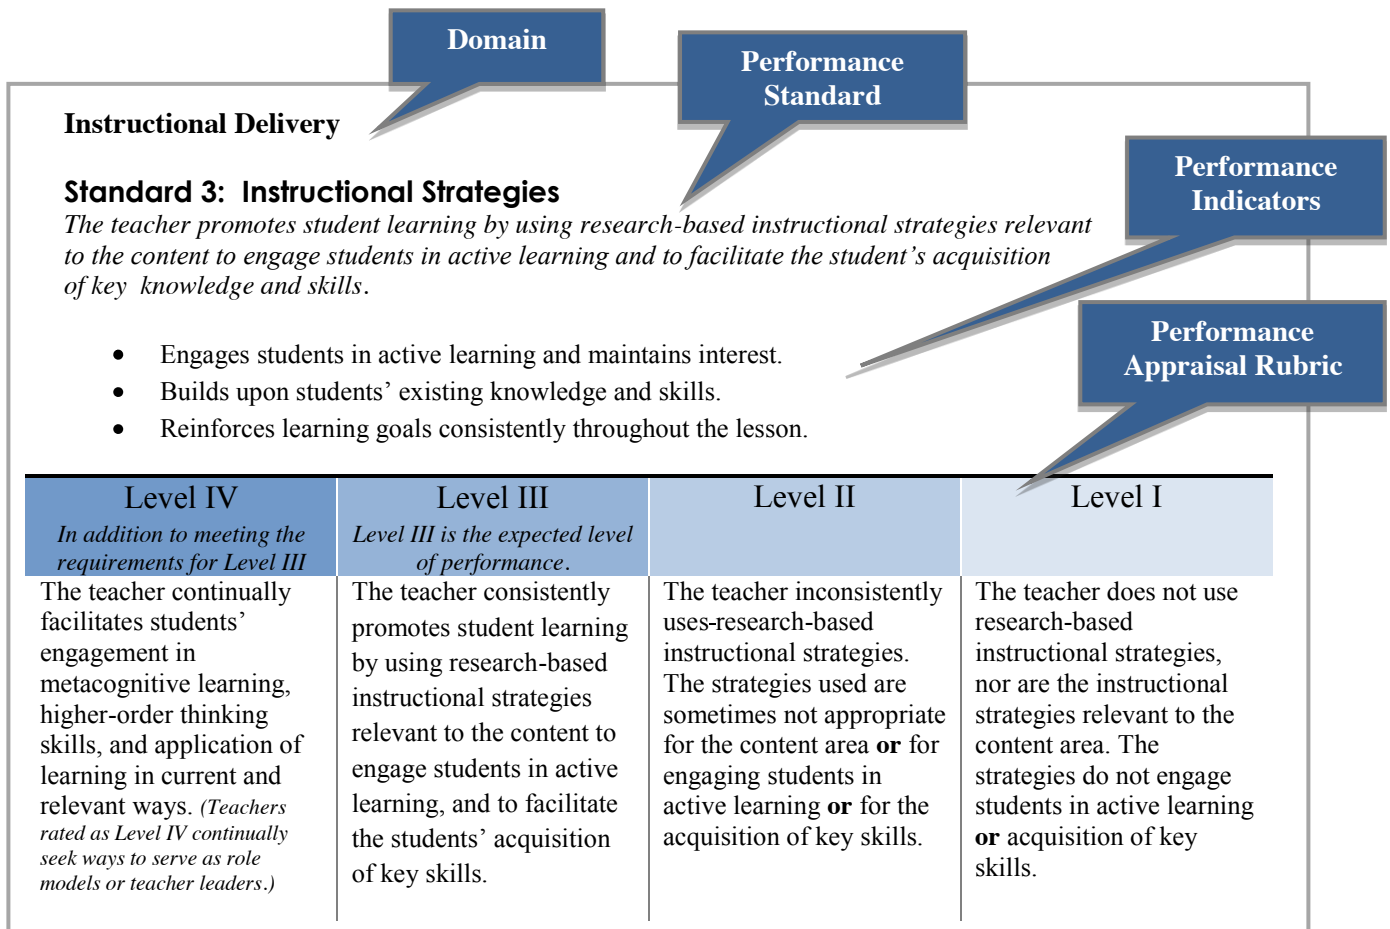 Domain
Performance
Standard
Performance
Indicators
Performance
Appraisal Rubric
Instructional Delivery
Standard 3:  Instructional Strategies
The teacher promotes student learning by using research-based instructional strategies relevant
to the content to engage students in active learning and to facilitate the student’s acquisition
of key  knowledge and skills.
• Engages students in active learning and maintains interest.
• Builds upon students’ existing knowledge and skills.
• Reinforces learning goals consistently throughout the lesson.
Level IV
In addition to meeting the
requirements for Level III
Level III
Level III is the expected level
of performance.
Level II
Level I
The teacher continually
facilitates students’
engagement in
metacognitive learning,
higher-order thinking
skills, and application of
learning in current and
relevant ways. (Teachers
rated as Level IV continually
seek ways to serve as role
models or teacher leaders.)
The teacher consistently
promotes student learning
by using research-based
instructional strategies
relevant to the content to
engage students in active
learning, and to facilitate
the students’ acquisition
of key skills.
The teacher inconsistently
uses-research-based
instructional strategies.
The strategies used are
sometimes not appropriate
for the content area or for
engaging students in
active learning or for the
acquisition of key skills.
The teacher does not use
research-based
instructional strategies,
nor are the instructional
strategies relevant to the
content area. The
strategies do not engage
students in active learning
or acquisition of key
skills.